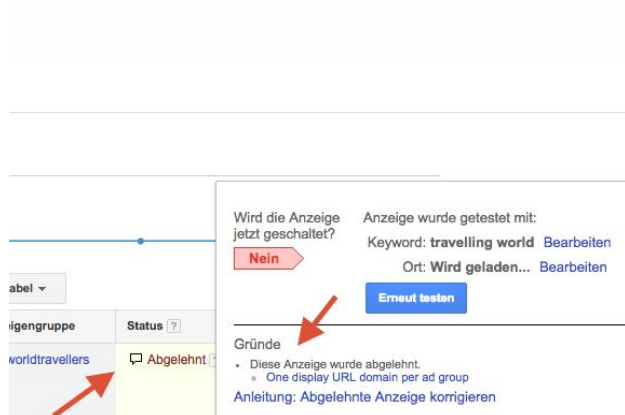 Wird die Anzeige
jetzt geschaltet?
Nein
Anzeige wurde getestet mit:
Keyword: travelling world Bearbeiten
Ort: Wird geladen... Bearbeiten
Erneut testen
abel
eigengruppe
Status ?
worldtravellers
Abgelehnt
Gründe
Diese Anzeige wurde abgelehnt.
One display URL domain per ad group
Anleitung: Abgelehnte Anzeige korrigieren